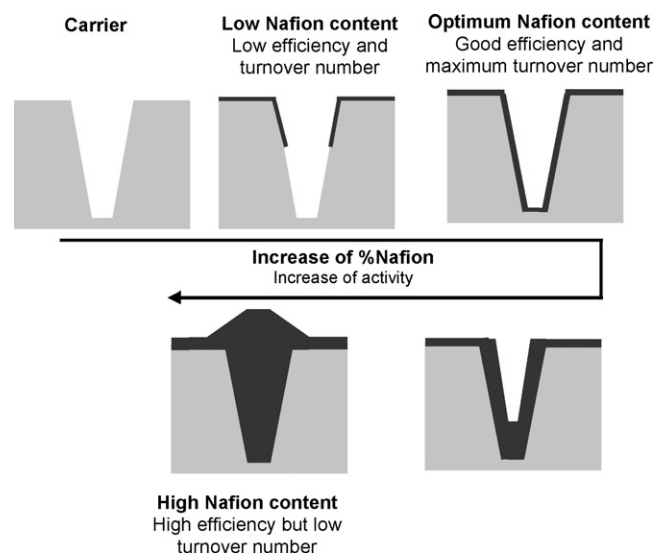 Carrier
Low Nafion content
Low efficiency and
turnover number
Optimum Nafion content
Good efficiency and
maximum turnover number
Increase of %Nafion
Increase of activity
High Nafion content
High efficiency but low
turnover number